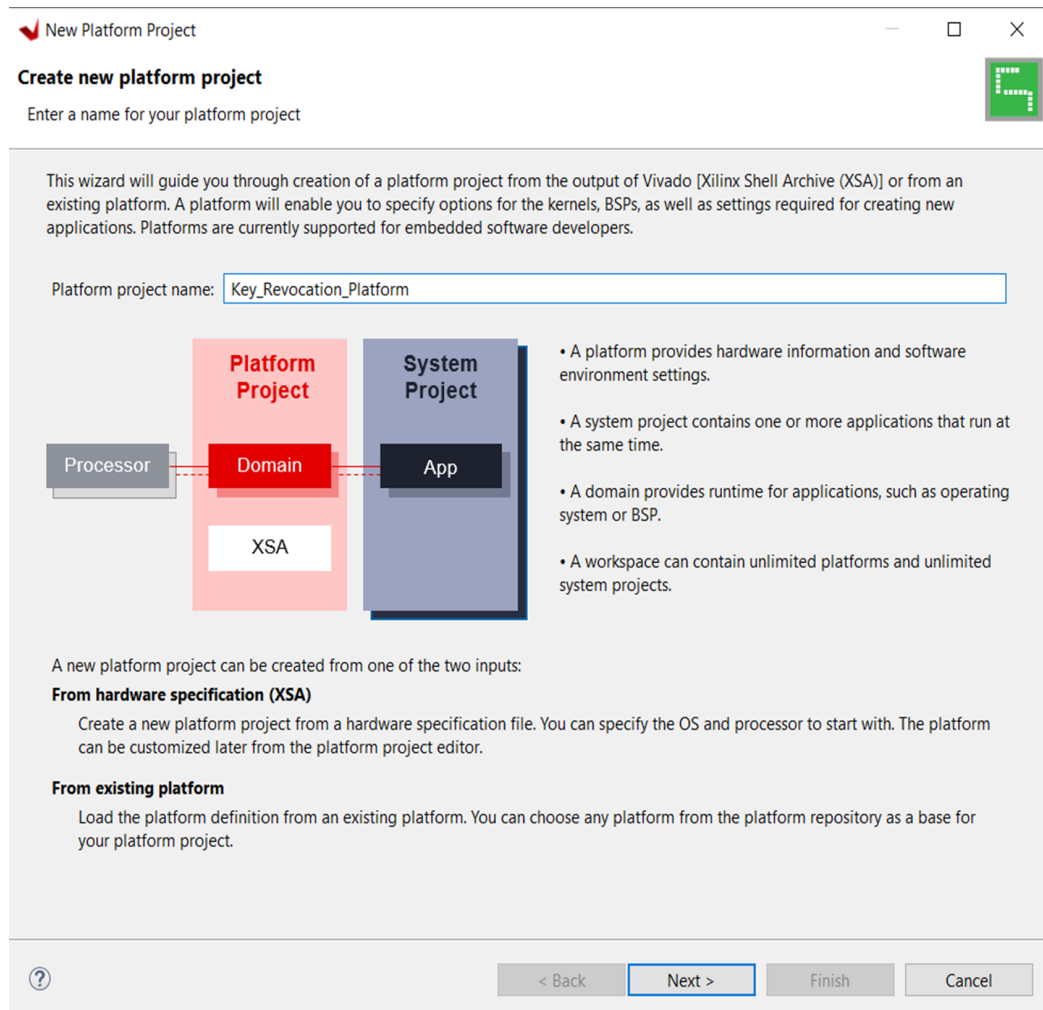 New Platform Project
Create new platform project
Enter a name for your platform project
This wizard will guide you through creation of a platform project from the output of Vivado [Xilinx Shell Archive (XSA)] or from an
existing platform. A platform will enable you to specify options for the kernels, BSPs, as well as settings required for creating new
applications. Platforms are currently supported for embedded software developers.
Platform project name: Key_Revocation_Platform
Platform
Project
System
Project
Processor
Domain
App
XSA
• A platform provides hardware information and software
environment settings.
• A system project contains one or more applications that run at
the same time.
• A domain provides runtime for applications, such as operating
system or BSP.
• A workspace can contain unlimited platforms and unlimited
system projects.
A new platform project can be created from one of the two inputs:
From hardware specification (XSA)
Create a new platform project from a hardware specification file. You can specify the OS and processor to start with. The platform
can be customized later from the platform project editor.
From existing platform
Load the platform definition from an existing platform. You can choose any platform from the platform repository as a base for
your platform project.
?
< Back
Next >
Finish
Cancel